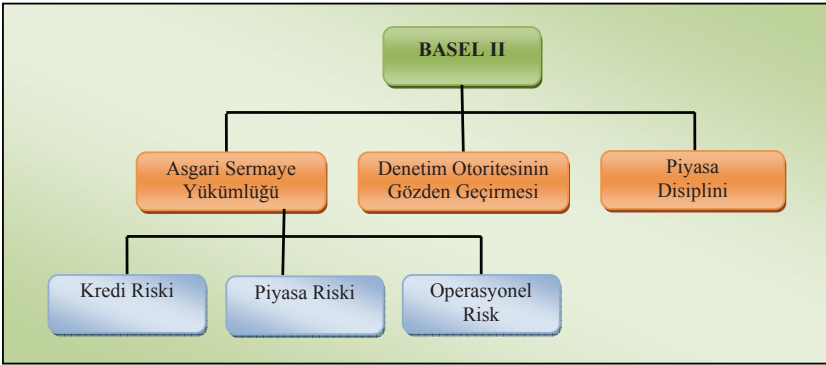 BASEL II
Asgari Sermaye
Yükümlüğü
Denetim Otoritesinin
Gözden Geçirmesi
Piyasa
Disiplini
Kredi Riski
Piyasa Riski
Operasyonel
Risk